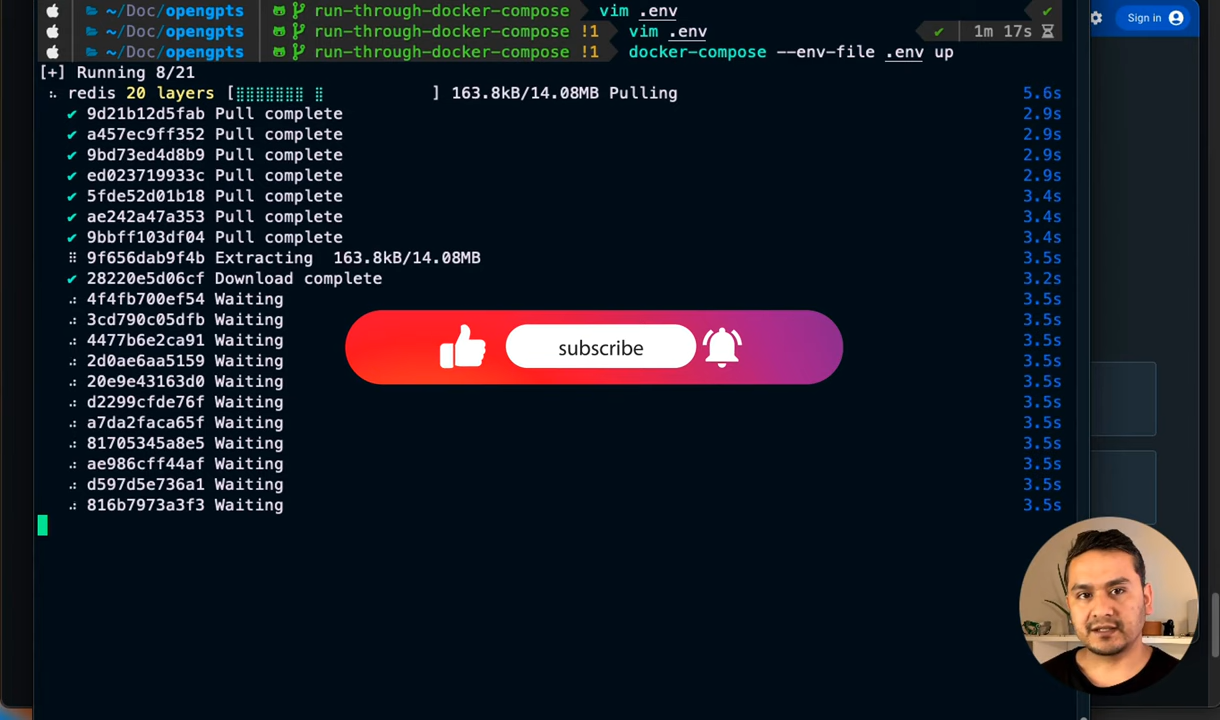 ~/Doc/opengpts run-through-docker-compose vim .env ✔
~/Doc/opengpts run-through-docker-compose !1 vim .env ✔ 1m 17s
~/Doc/opengpts run-through-docker-compose !1 docker-compose --env-file .env up
[+] Running 8/21
redis 20 layers [⣿⣿⣿⣿⣿⣿⣿ ⣿ ] 163.8kB/14.08MB Pulling 5.6s
✔ 9d21b12d5fab Pull complete 2.9s
✔ a457ec9ff352 Pull complete 2.9s
✔ 9bd73ed4d8b9 Pull complete 2.9s
✔ ed023719933c Pull complete 2.9s
✔ 5fde52d01b18 Pull complete 3.4s
✔ ae242a47a353 Pull complete 3.4s
✔ 9bbff103df04 Pull complete 3.4s
9f656dab9f4b Extracting 163.8kB/14.08MB 3.5s
✔ 28220e5d06cf Download complete 3.2s
4f4fb700ef54 Waiting 3.5s
3cd790c05dfb Waiting 3.5s
4477b6e2ca91 Waiting 3.5s
2d0ae6aa5159 Waiting 3.5s
20e9e43163d0 Waiting 3.5s
d2299cfde76f Waiting 3.5s
a7da2faca65f Waiting 3.5s
81705345a8e5 Waiting 3.5s
ae986cff44af Waiting 3.5s
d597d5e736a1 Waiting 3.5s
816b7973a3f3 Waiting 3.5s
subscribe
Sign in